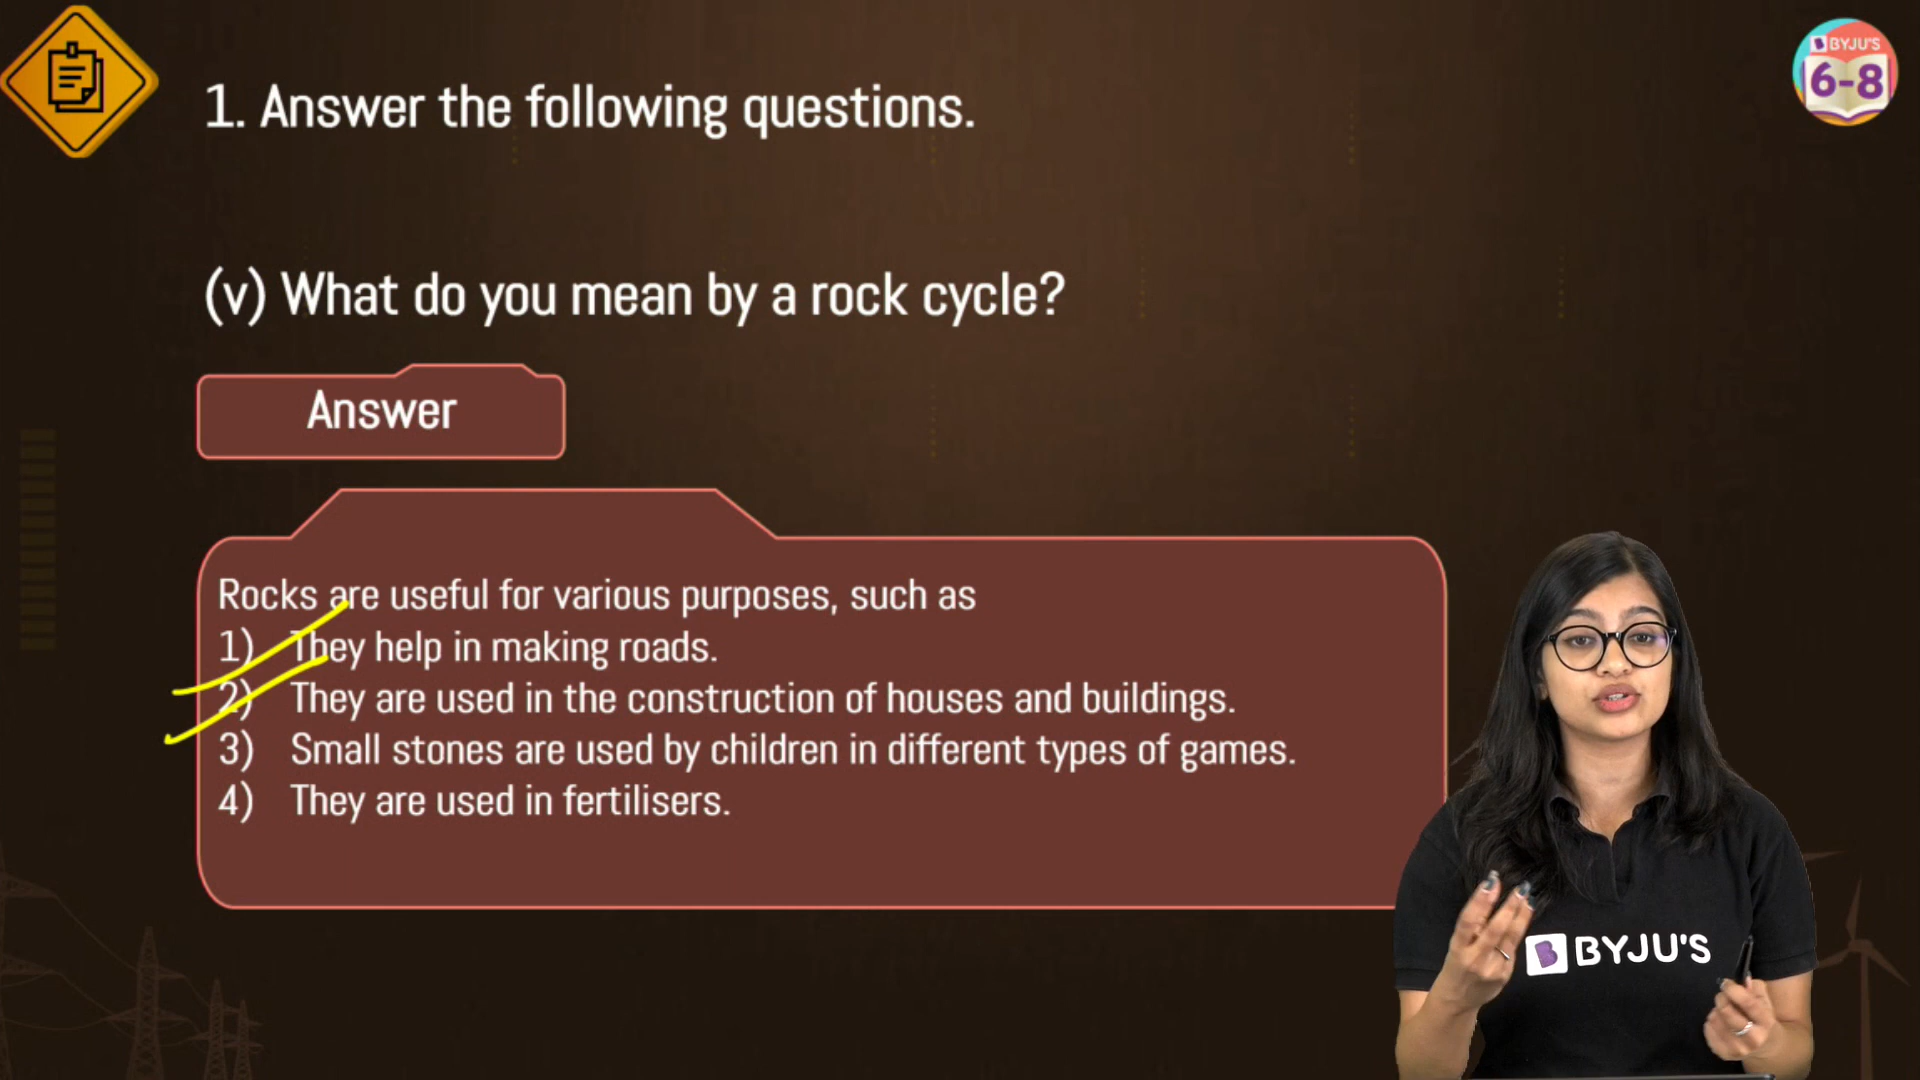 BYJU'S
6-8
1. Answer the following questions.
(v) What do you mean by a rock cycle?
Answer
Rocks are useful for various purposes, such as
1) They help in making roads.
2) They are used in the construction of houses and buildings.
3) Small stones are used by children in different types of games.
4) They are used in fertilisers.
BYJU'S